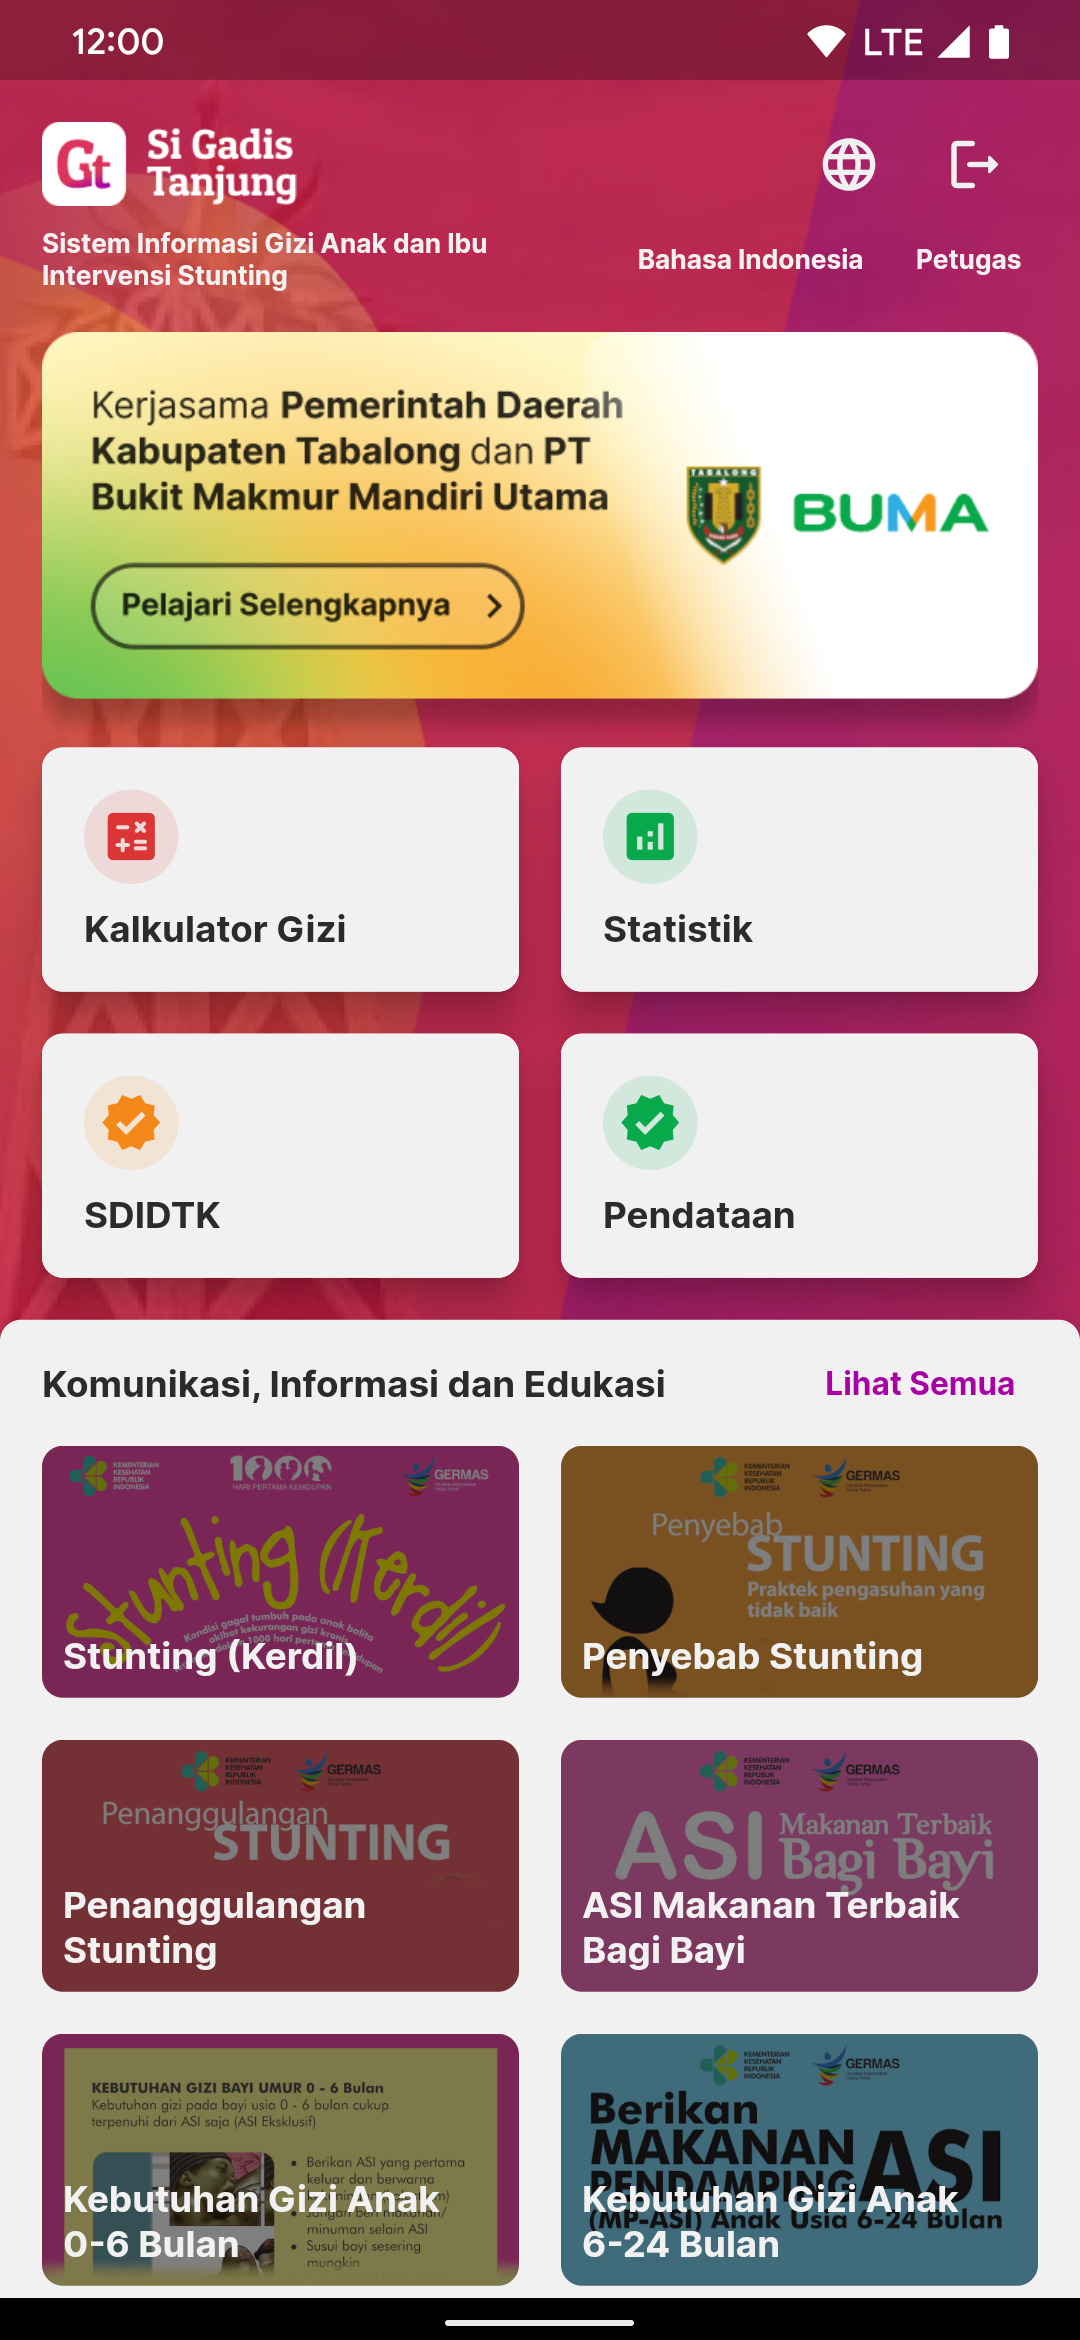 12:00
LTE
Gt
Si Gadis
Tanjung
Sistem Informasi Gizi Anak dan Ibu
Intervensi Stunting
Bahasa Indonesia
Petugas
Kerjasama Pemerintah Daerah
Kabupaten Tabalong dan PT
Bukit Makmur Mandiri Utama
TABALONG
BUMA
Pelajari Selengkapnya
Kalkulator Gizi
Statistik
SDIDTK
Pendataan
Komunikasi, Informasi dan Edukasi
Lihat Semua
KEMENTERIAN
KESEHATAN
REPUBLIK
INDONESIA
1000
HARI PERTAMA KEHIDUPAN
GERMAS
Stunting (Kerdil)
Kondisi gagal tumbuh pada anak balita
akibat kekurangan gizi kronis
Stunting (Kerdil)
KEMENTERIAN
KESEHATAN
REPUBLIK
INDONESIA
GERMAS
Penyebab
STUNTING
Praktek pengasuhan yang
tidak baik
Penyebab Stunting
KEMENTERIAN
KESEHATAN
REPUBLIK
INDONESIA
GERMAS
Penanggulangan
STUNTING
Penanggulangan
Stunting
KEMENTERIAN
KESEHATAN
REPUBLIK
INDONESIA
GERMAS
ASI Makanan Terbaik
Bagi Bayi
ASI Makanan Terbaik
Bagi Bayi
KEBUTUHAN GIZI BAYI UMUR 0 - 6 Bulan
Kebutuhan gizi pada bayi usia 0 - 6 bulan cukup
terpenuhi dari ASI saja (ASI Eksklusif)
• Berikan ASI yang pertama
keluar dan berwarna
• Jangan beri makanan/
minuman selain ASI
• Susui bayi sesering
mungkin
Kebutuhan Gizi Anak
0-6 Bulan
KEMENTERIAN
KESEHATAN
REPUBLIK
INDONESIA
GERMAS
Berikan
MAKANAN
PENDAMPING ASI
(MP-ASI) Anak Usia 6-24 Bulan
Kebutuhan Gizi Anak
6-24 Bulan